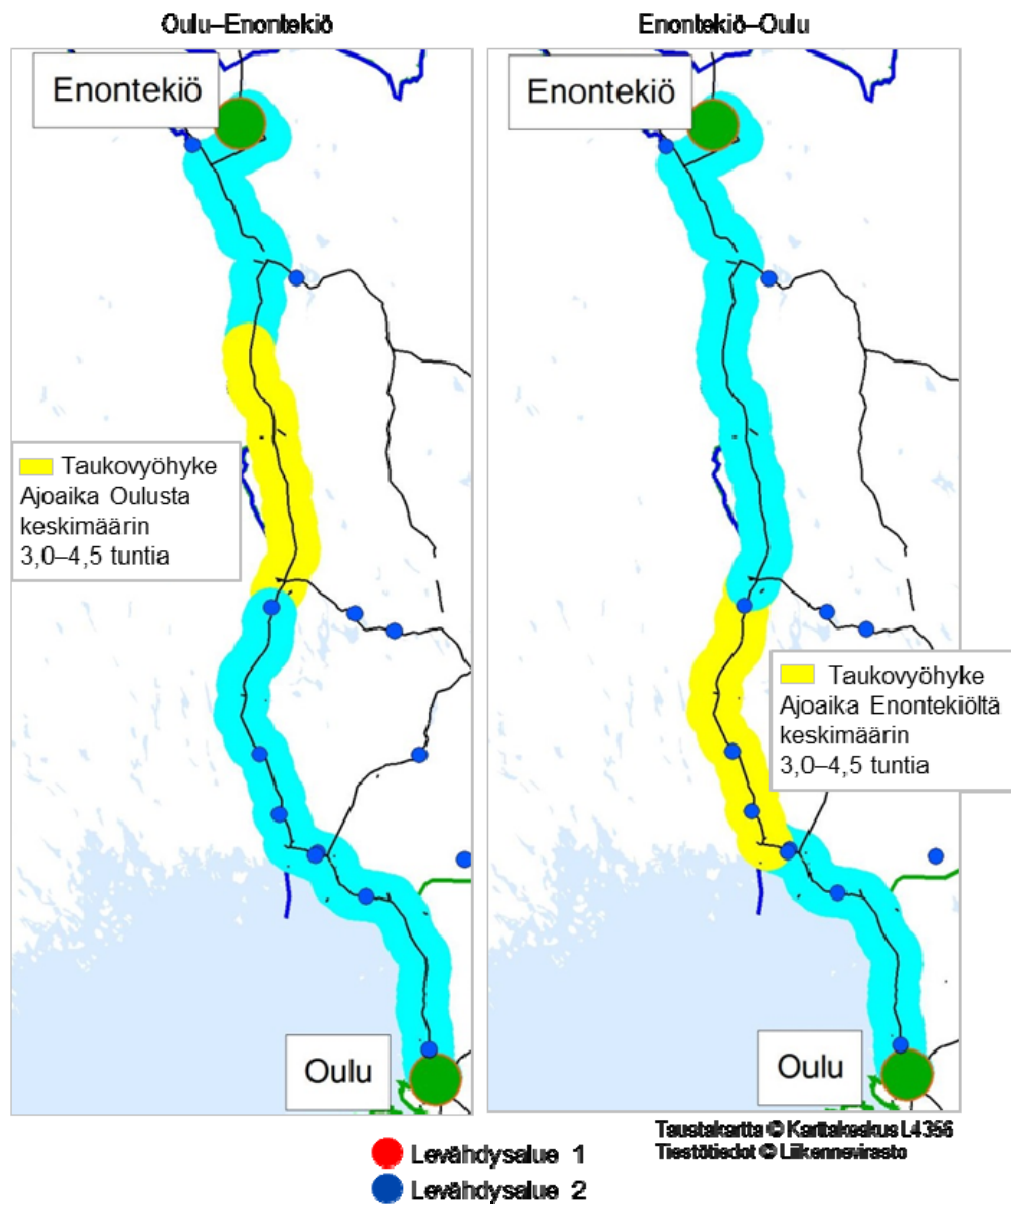 Oulu–Enontekiö
Enontekiö–Oulu
Enontekiö
Enontekiö
Taukovyöhyke
Ajoaika Oulusta
keskimäärin
3,0–4,5 tuntia
Taukovyöhyke
Ajoaika Enontekiöltä
keskimäärin
3,0–4,5 tuntia
Oulu
Oulu
Taustakartta © Karttakeskus L4356
Tiestötiedot © Liikennevirasto
Levähdysalue 1
Levähdysalue 2